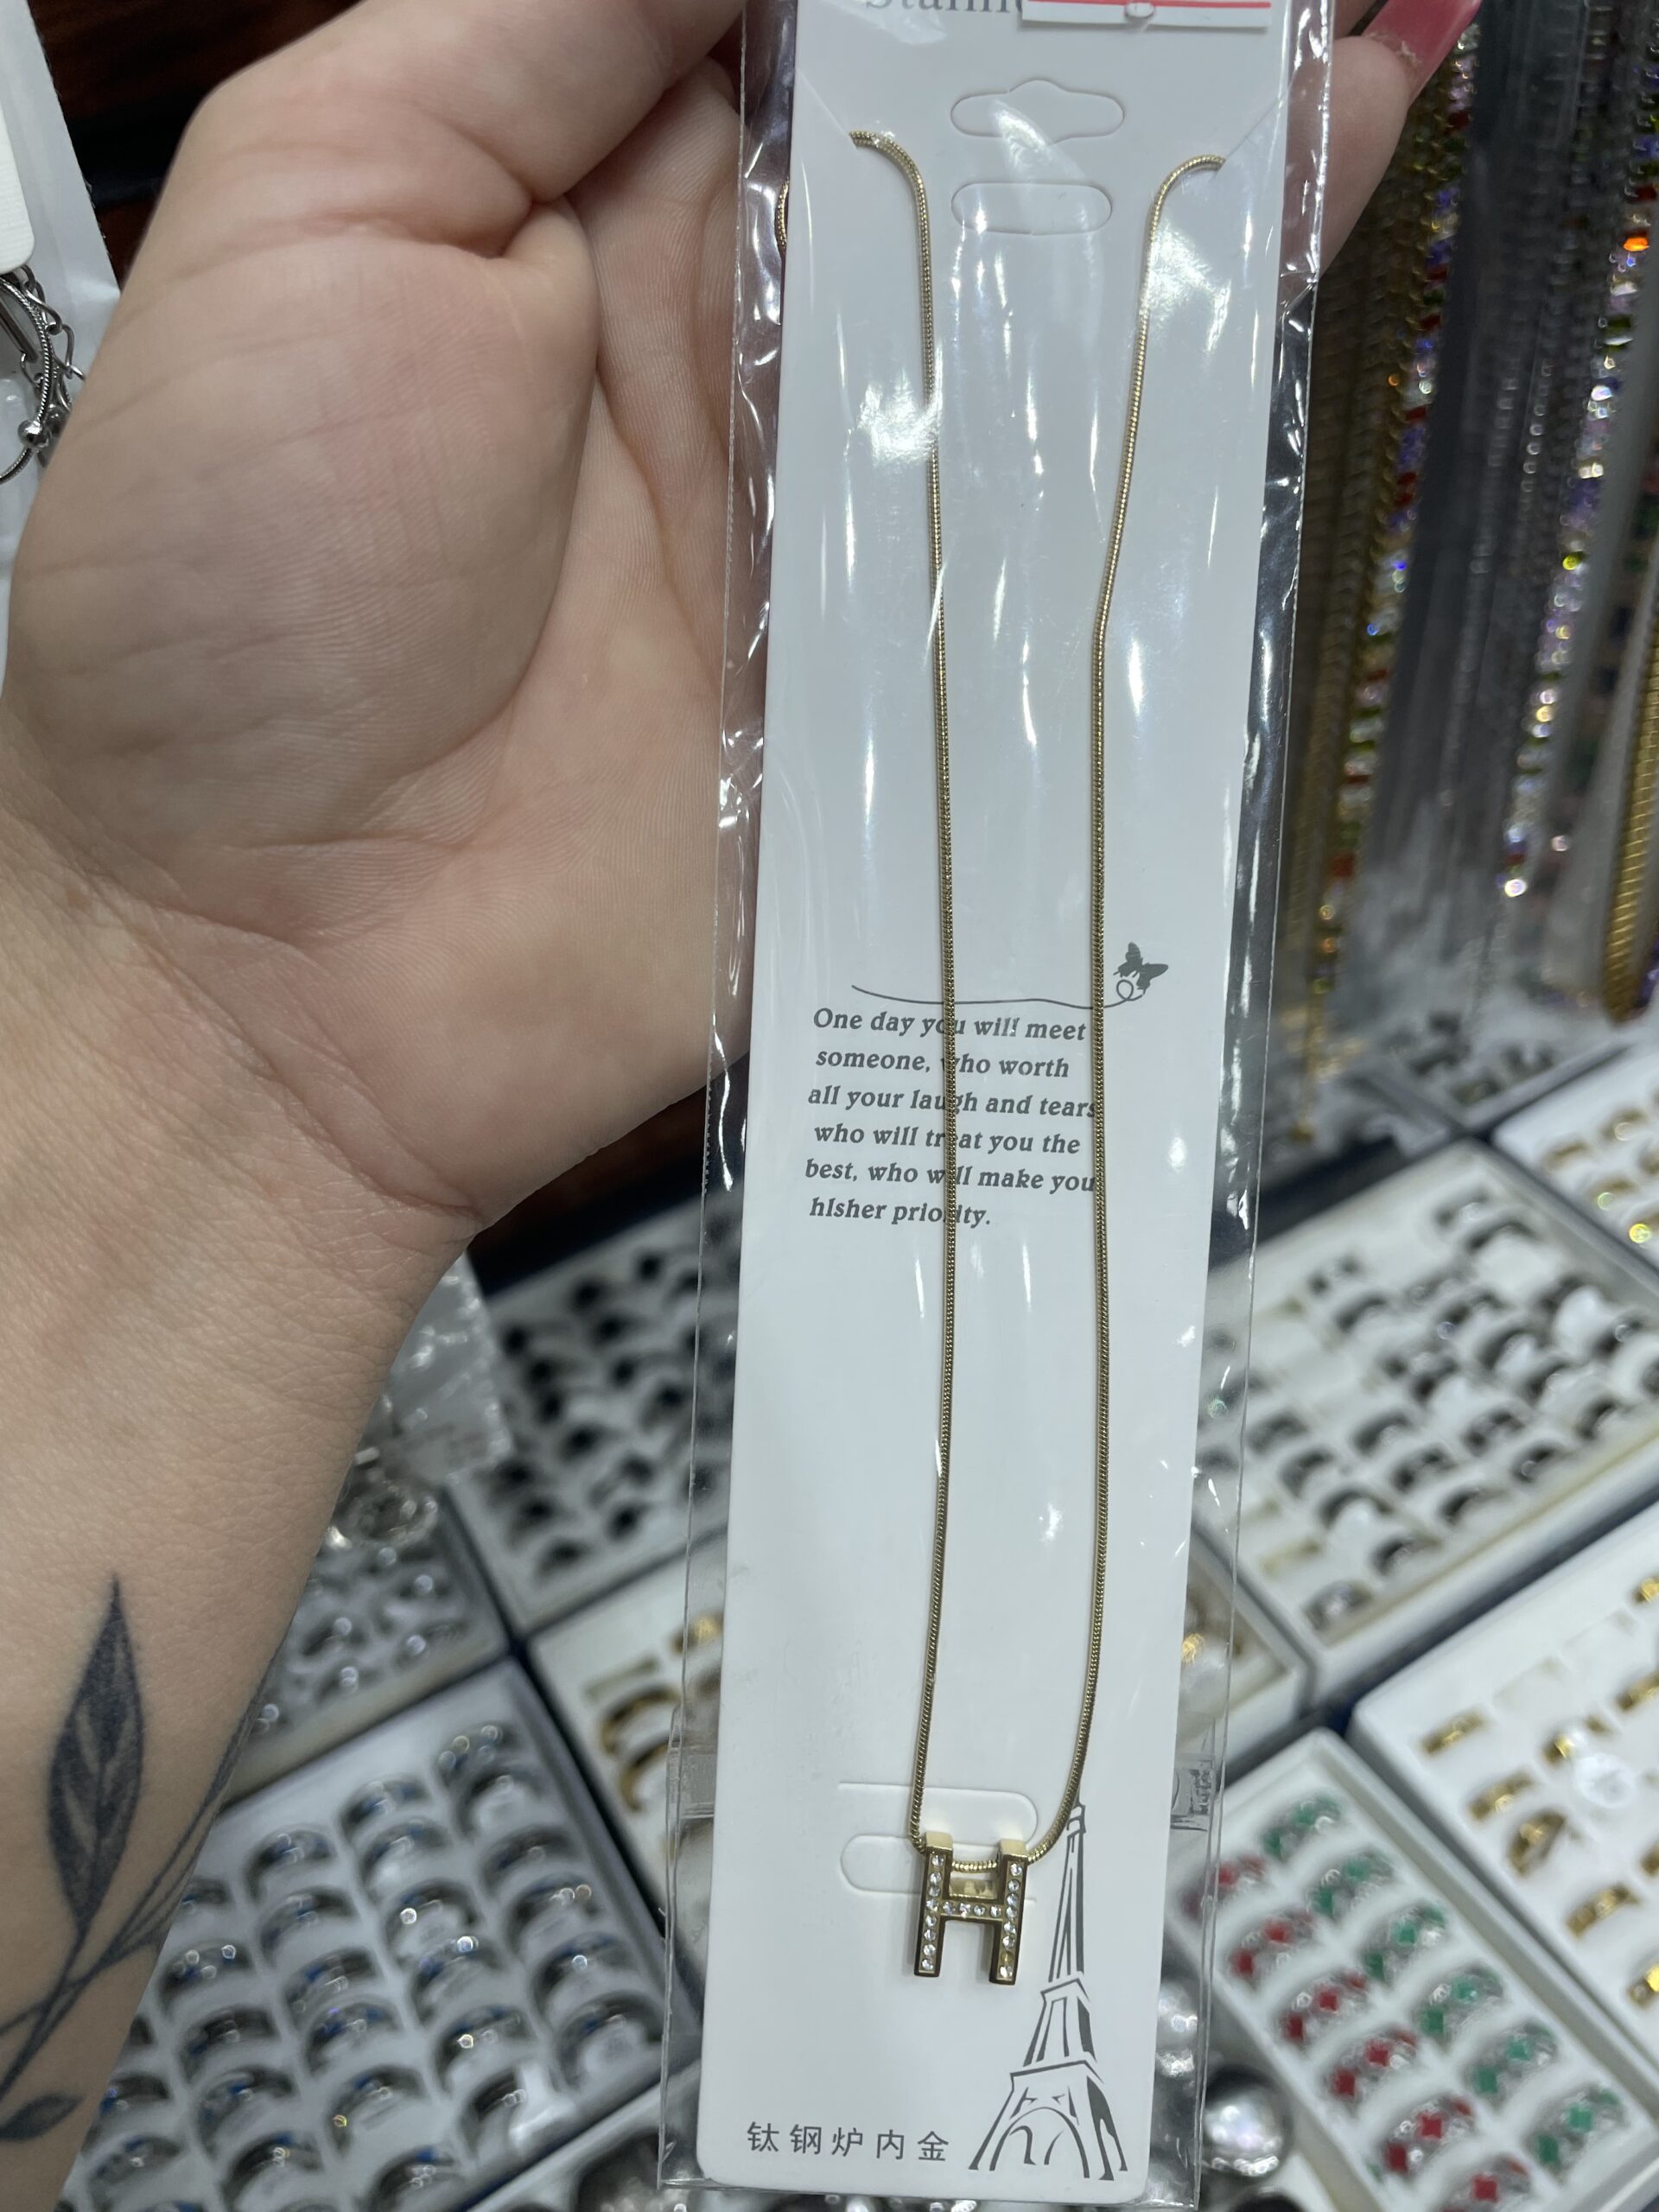 One day you will meet
someone, who worth
all your laugh and tears
who will treat you the
best, who will make you
hlsher priority.
钛钢炉内金